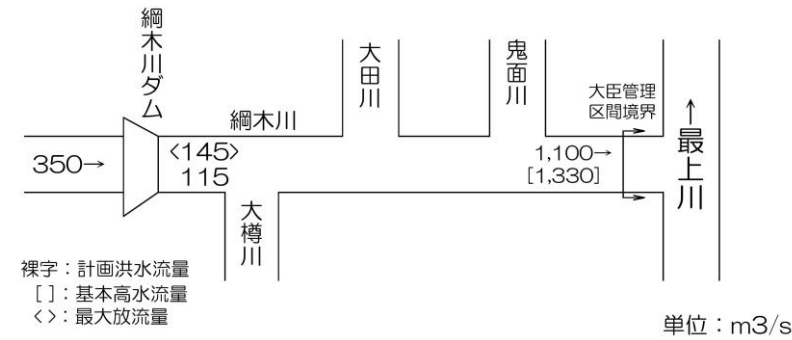 綱木川ダム
大田川
鬼面川
大臣管理
区間境界
綱木川
↑最上川
350→
<145>
115
1,100→
[1,330]
大樽川
裸字：計画洪水流量
[ ]：基本高水流量
<>：最大放流量
単位：m3/s